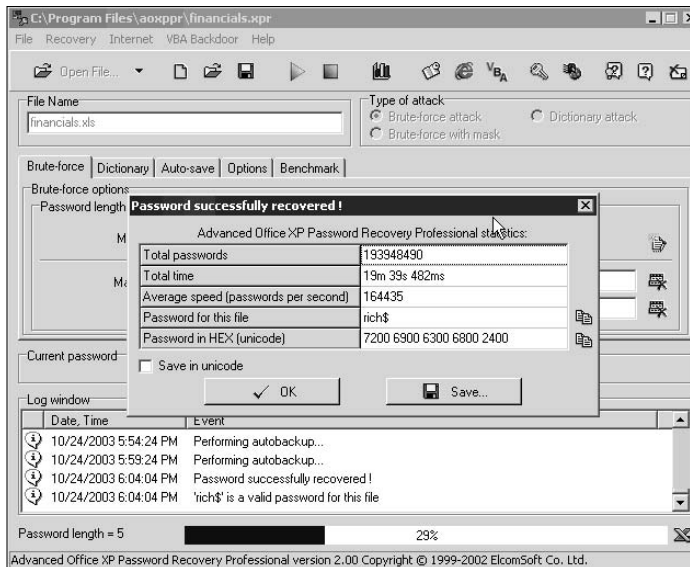 C:\Program Files\aoxppr\financials.xpr
File Recovery Internet VBA Backdoor Help
Open File...
VBA
File Name
financials.xls
Type of attack
Brute-force attack
Dictionary attack
Brute-force with mask
Brute-force Dictionary Auto-save Options Benchmark
Brute-force options
Password length
M
Ma
Password successfully recovered !
Advanced Office XP Password Recovery Professional statistics:
Total passwords 193948490
Total time 19m 39s 482ms
Average speed (passwords per second) 164435
Password for this file rich$
Password in HEX (unicode) 7200 6900 6300 6800 2400
Save in unicode
OK
Save...
Current password
Log window
Date, Time Event
10/24/2003 5:54:24 PM Performing autobackup...
10/24/2003 5:59:24 PM Performing autobackup...
10/24/2003 6:04:04 PM Password successfully recovered !
10/24/2003 6:04:04 PM 'rich$' is a valid password for this file
Password length = 5
29%
Advanced Office XP Password Recovery Professional version 2.00 Copyright © 1999-2002 ElcomSoft Co. Ltd.